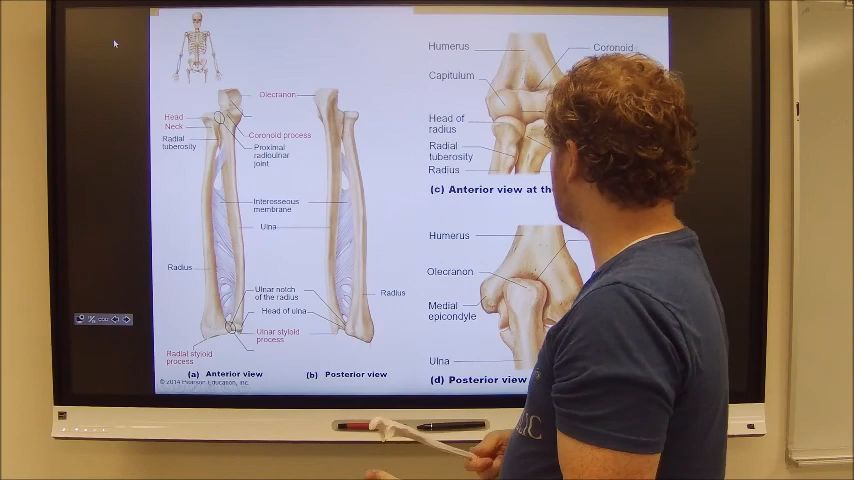 Olecranon
Head
Neck
Radial
tuberosity
Coronoid process
Proximal
radioulnar
joint
Interosseous
membrane
Ulna
Radius
Ulnar notch
of the radius
Head of ulna
Ulnar styloid
process
Radial styloid
process
Radius
(a) Anterior view
(b) Posterior view
© 2014 Pearson Education, Inc.
Humerus
Coronoid
Capitulum
Head of
radius
Radial
tuberosity
Radius
(c) Anterior view at the
Humerus
Olecranon
Medial
epicondyle
Ulna
(d) Posterior view